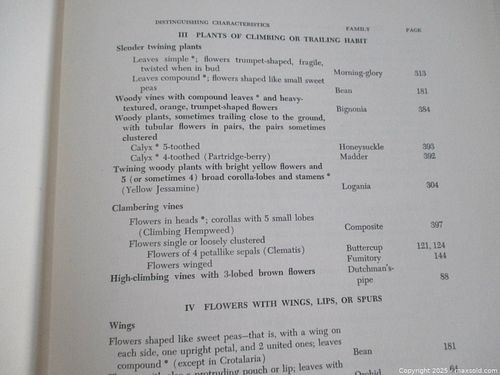 DISTINGUISHING CHARACTERISTICS FAMILY PAGE
III PLANTS OF CLIMBING OR TRAILING HABIT
Slender twining plants
Leaves simple *; flowers trumpet-shaped, fragile,
twisted when in bud Morning-glory 313
Leaves compound *; flowers shaped like small sweet
peas Bean 181
Woody vines with compound leaves * and heavy-
textured, orange, trumpet-shaped flowers Bignonia 384
Woody plants, sometimes trailing close to the ground,
with tubular flowers in pairs, the pairs sometimes
clustered
Calyx * 5-toothed Honeysuckle 393
Calyx * 4-toothed (Partridge-berry) Madder 392
Twining woody plants with bright yellow flowers and
5 (or sometimes 4) broad corolla-lobes and stamens *
(Yellow Jessamine) Logania 304
Clambering vines
Flowers in heads *; corollas with 5 small lobes
(Climbing Hempweed) Composite 397
Flowers single or loosely clustered
Flowers of 4 petallike sepals (Clematis) Buttercup 121, 124
Flowers winged Fumitory 144
High-climbing vines with 3-lobed brown flowers Dutchman's-
pipe 88
IV FLOWERS WITH WINGS, LIPS, OR SPURS
Wings
Flowers shaped like sweet peas—that is, with a wing on
each side, one upright petal, and 2 united ones; leaves
compound * (except in Crotalaria) Bean 181
protruding pouch or lip; leaves with Orchid 64
Copyright 2025 - maxsold.com